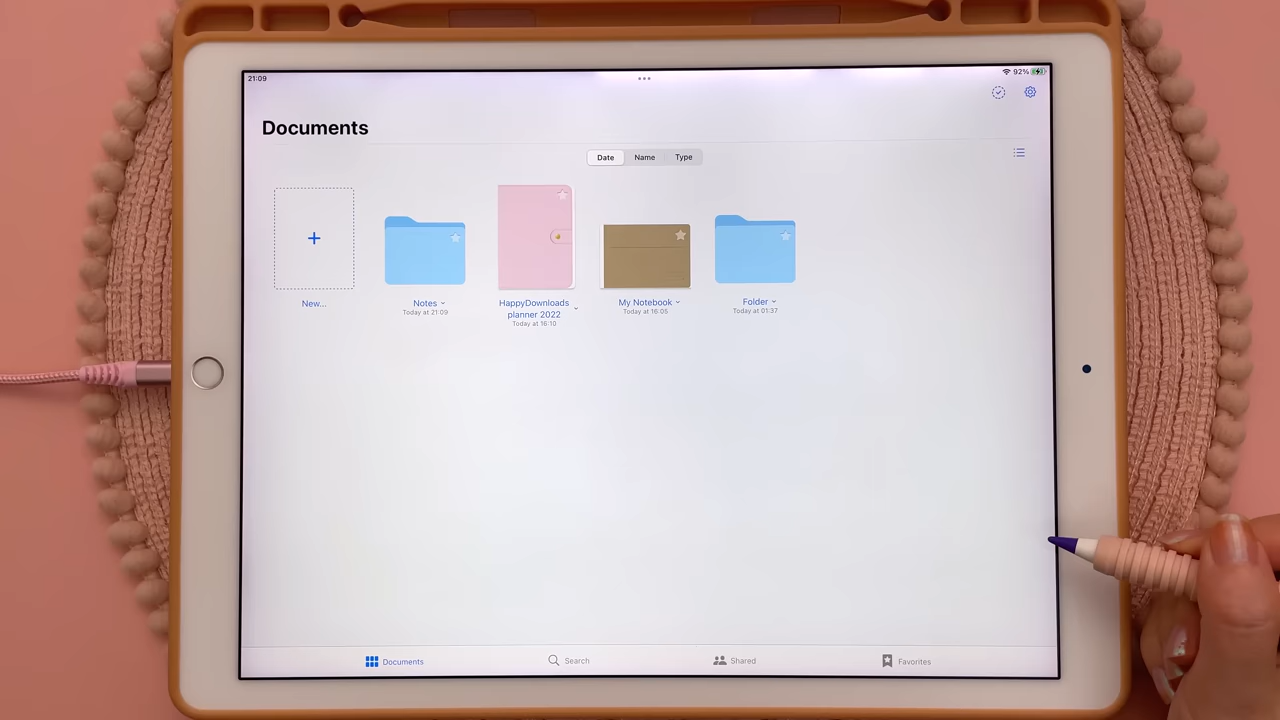 21:09
92%
Documents
Date Name Type
New...
Notes
Today at 21:09
HappyDownloads
planner 2022
Today at 16:10
My Notebook
Today at 16:05
Folder
Today at 01:37
Documents Search Shared Favorites